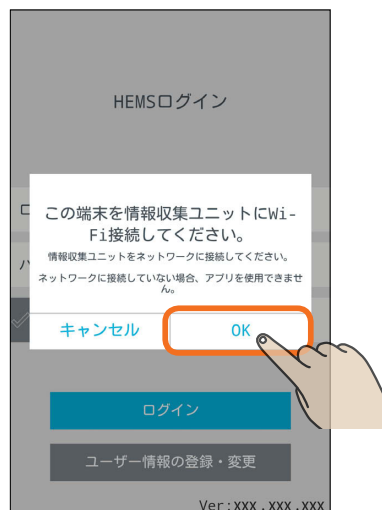 HEMSログイン
ロ
この端末を情報収集ユニットにWi-
Fi接続してください。
情報収集ユニットをネットワークに接続してください。
ハ
ネットワークに接続していない場合、アプリを使用できませ
ん。
キャンセル
OK
ログイン
ユーザー情報の登録・変更
Ver:XXX.XXX.XXX